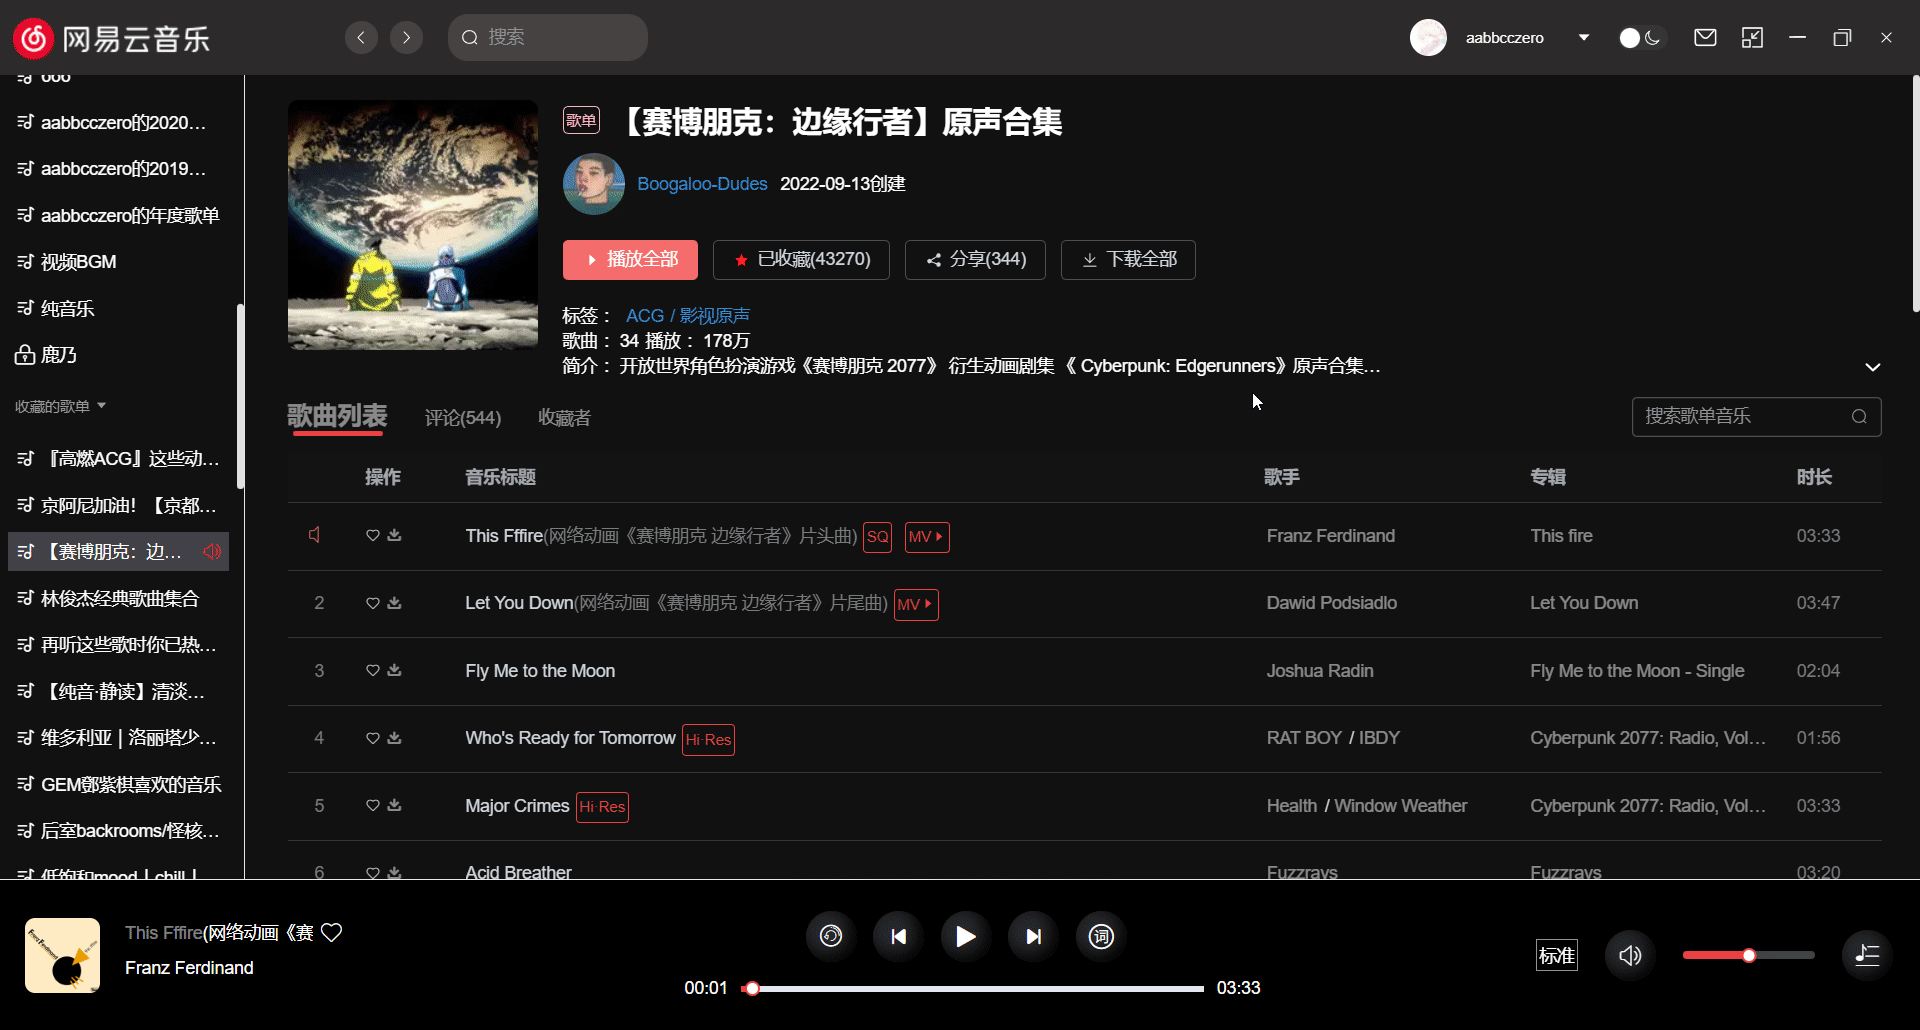 网易云音乐
搜索
aabbcczero
aabbcczero的2020...
aabbcczero的2019...
aabbcczero的年度歌单
视频BGM
纯音乐
鹿乃
收藏的歌单
『高燃ACG』这些动...
京阿尼加油！【京都...
【赛博朋克：边...
林俊杰经典歌曲集合
再听这些歌时你已热...
【纯音·静读】清淡...
维多利亚 | 洛丽塔少...
GEM鄧紫棋喜欢的音乐
后室backrooms/怪核...
低饱和mood | chill |
歌单
【赛博朋克：边缘行者】原声合集
Boogaloo-Dudes 2022-09-13创建
播放全部 已收藏(43270) 分享(344) 下载全部
标签： ACG / 影视原声
歌曲： 34 播放： 178万
简介： 开放世界角色扮演游戏《赛博朋克 2077》 衍生动画剧集 《 Cyberpunk: Edgerunners》原声合集...
歌曲列表 评论(544) 收藏者 搜索歌单音乐
操作 音乐标题 歌手 专辑 时长
This Fffire(网络动画《赛博朋克 边缘行者》片头曲) SQ MV Franz Ferdinand This fire 03:33
2 Let You Down(网络动画《赛博朋克 边缘行者》片尾曲) MV Dawid Podsiadlo Let You Down 03:47
3 Fly Me to the Moon Joshua Radin Fly Me to the Moon - Single 02:04
4 Who's Ready for Tomorrow Hi·Res RAT BOY / IBDY Cyberpunk 2077: Radio, Vol... 01:56
5 Major Crimes Hi·Res Health / Window Weather Cyberpunk 2077: Radio, Vol... 03:33
6 Acid Breather Fuzzrays Fuzzrays 03:20
This Fffire(网络动画《赛
Franz Ferdinand
词
00:01 03:33
标准